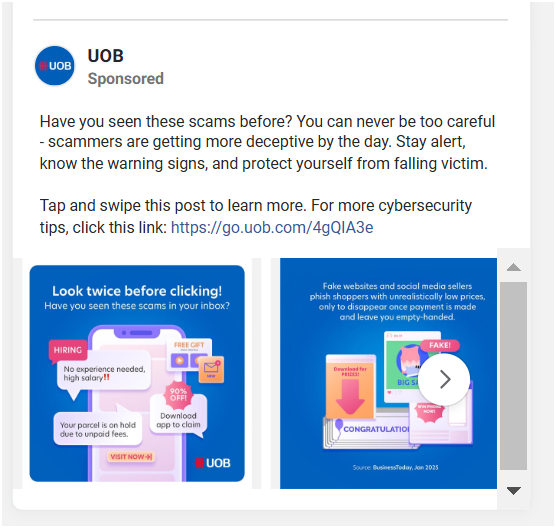 UOB
UOB
Sponsored
Have you seen these scams before? You can never be too careful
- scammers are getting more deceptive by the day. Stay alert,
know the warning signs, and protect yourself from falling victim.
Tap and swipe this post to learn more. For more cybersecurity
tips, click this link: https://go.uob.com/4gQIA3e
Look twice before clicking!
Have you seen these scams in your inbox?
HIRING
No experience needed,
high salary!!
FREE GIFT
90%
OFF!
Download
app to claim
Your parcel is on hold
due to unpaid fees.
VISIT NOW
UOB
Fake websites and social media sellers
phish shoppers with unrealistically low prices,
only to disappear once payment is made
and leave you empty-handed.
FAKE!
Download for
PRIZES!
BIG SA
CONGRATULATION
Source: BusinessToday, Jan 2025